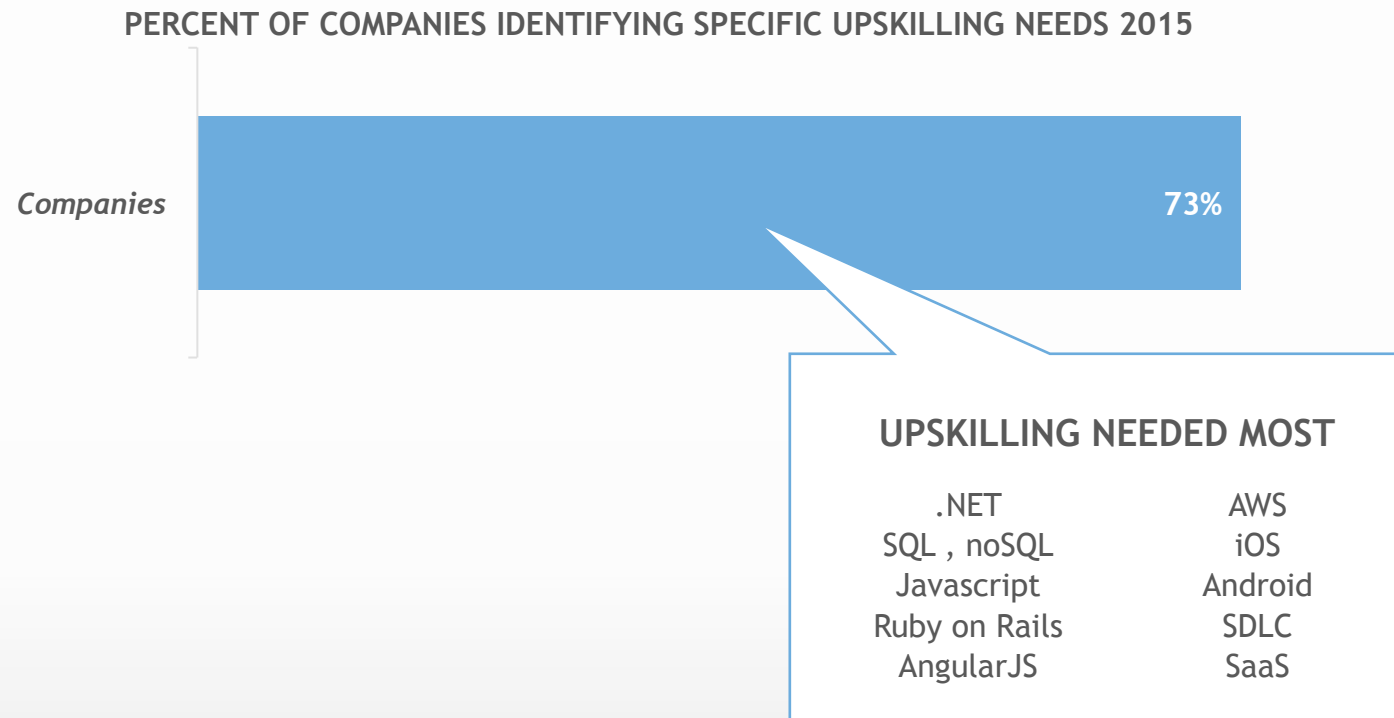 PERCENT OF COMPANIES IDENTIFYING SPECIFIC UPSKILLING NEEDS 2015
Companies
73%
UPSKILLING NEEDED MOST
.NET
SQL , noSQL
Javascript
Ruby on Rails
AngularJS
AWS
iOS
Android
SDLC
SaaS